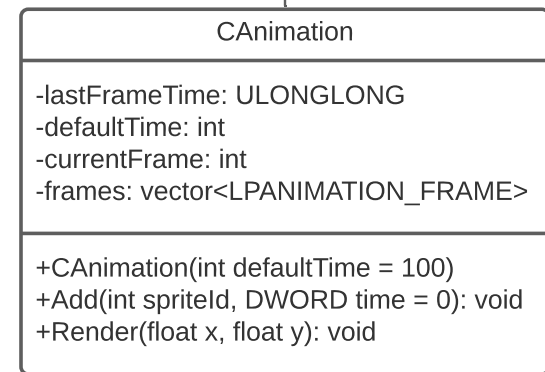 CAnimation
-lastFrameTime: ULONGLONG
-defaultTime: int
-currentFrame: int
-frames: vector<LPANIMATION_FRAME>
+CAnimation(int defaultTime = 100)
+Add(int spriteId, DWORD time = 0): void
+Render(float x, float y): void